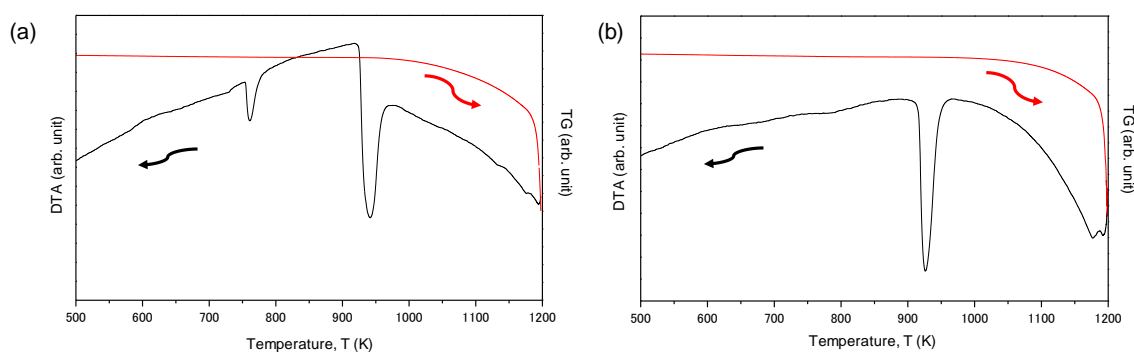 (a)
DTA (arb. unit)
TG (arb. unit)
500 600 700 800 900 1000 1100 1200
Temperature, T (K)
(b)
DTA (arb. unit)
TG (arb. unit)
500 600 700 800 900 1000 1100 1200
Temperature, T (K)